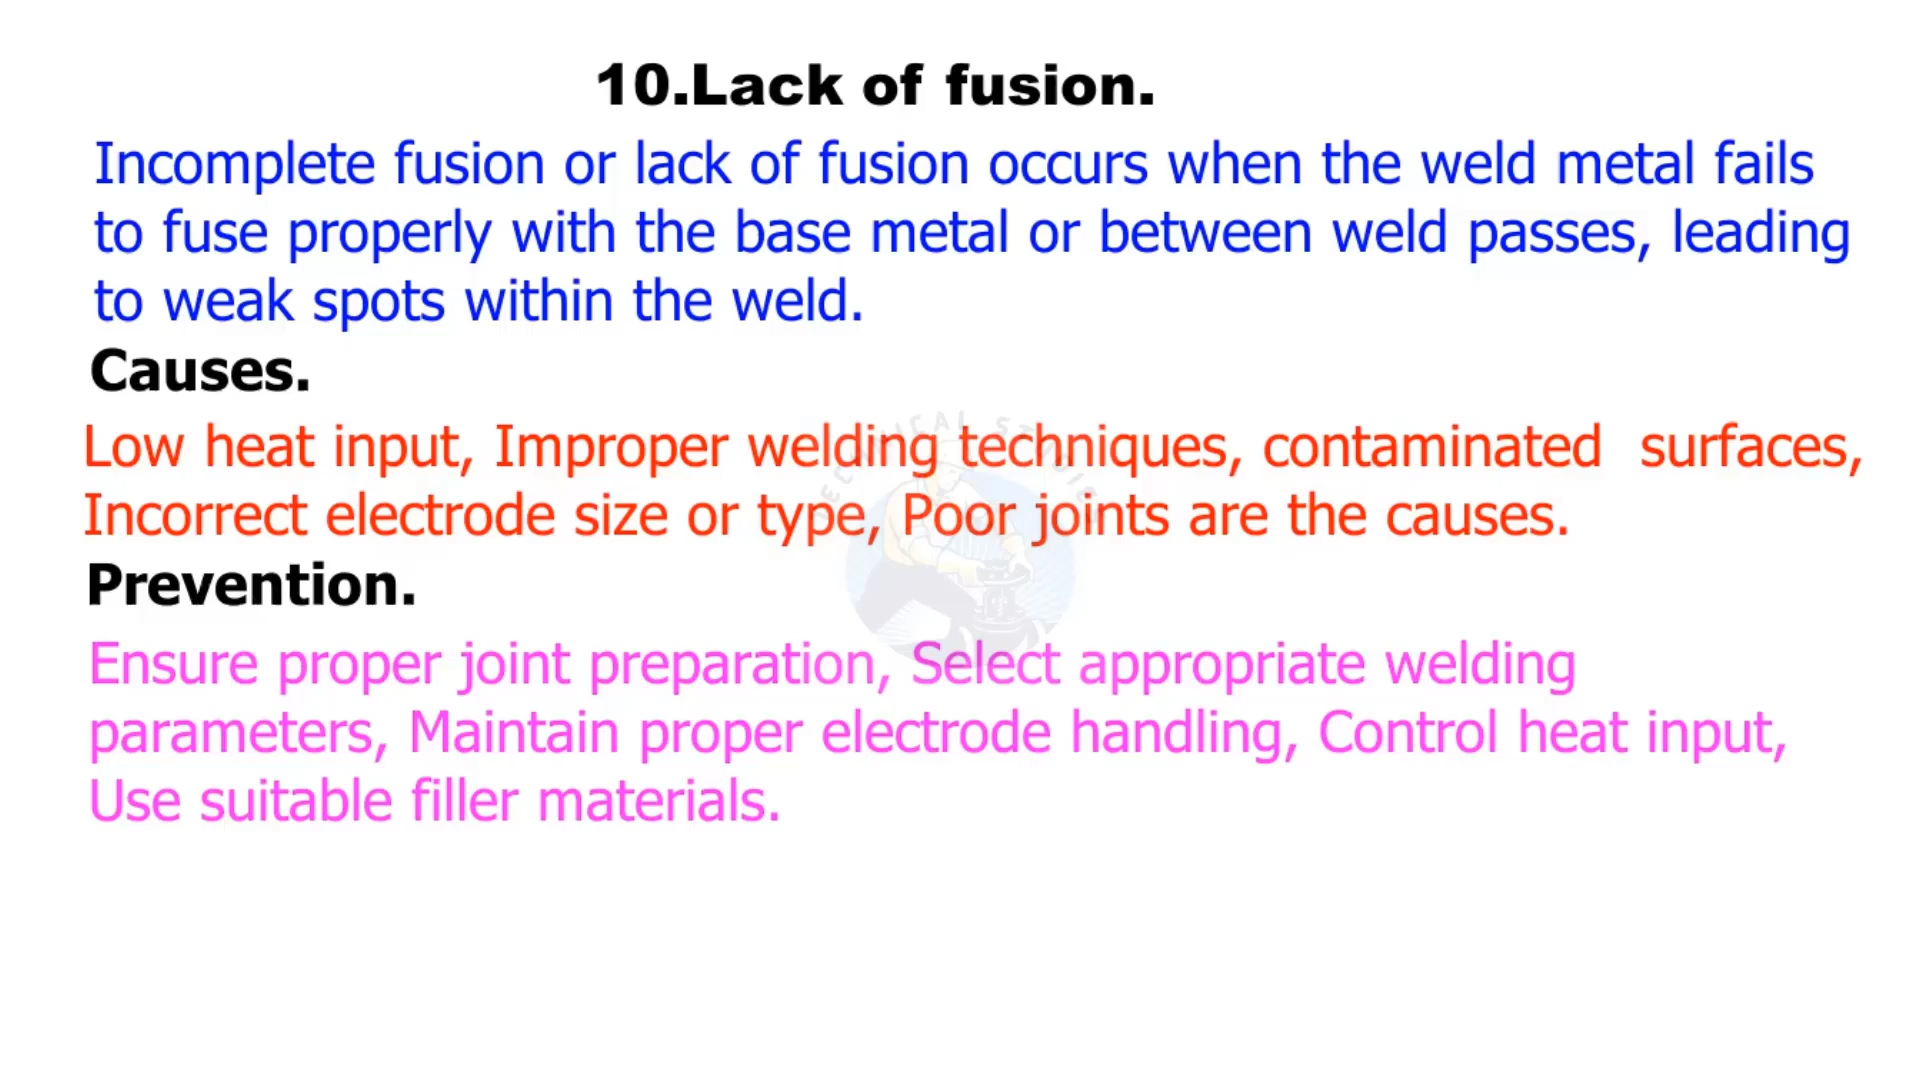 10.Lack of fusion.
Incomplete fusion or lack of fusion occurs when the weld metal fails
to fuse properly with the base metal or between weld passes, leading
to weak spots within the weld.
Causes.
Low heat input, Improper welding techniques, contaminated  surfaces,
Incorrect electrode size or type, Poor joints are the causes.
Prevention.
Ensure proper joint preparation, Select appropriate welding
parameters, Maintain proper electrode handling, Control heat input,
Use suitable filler materials.